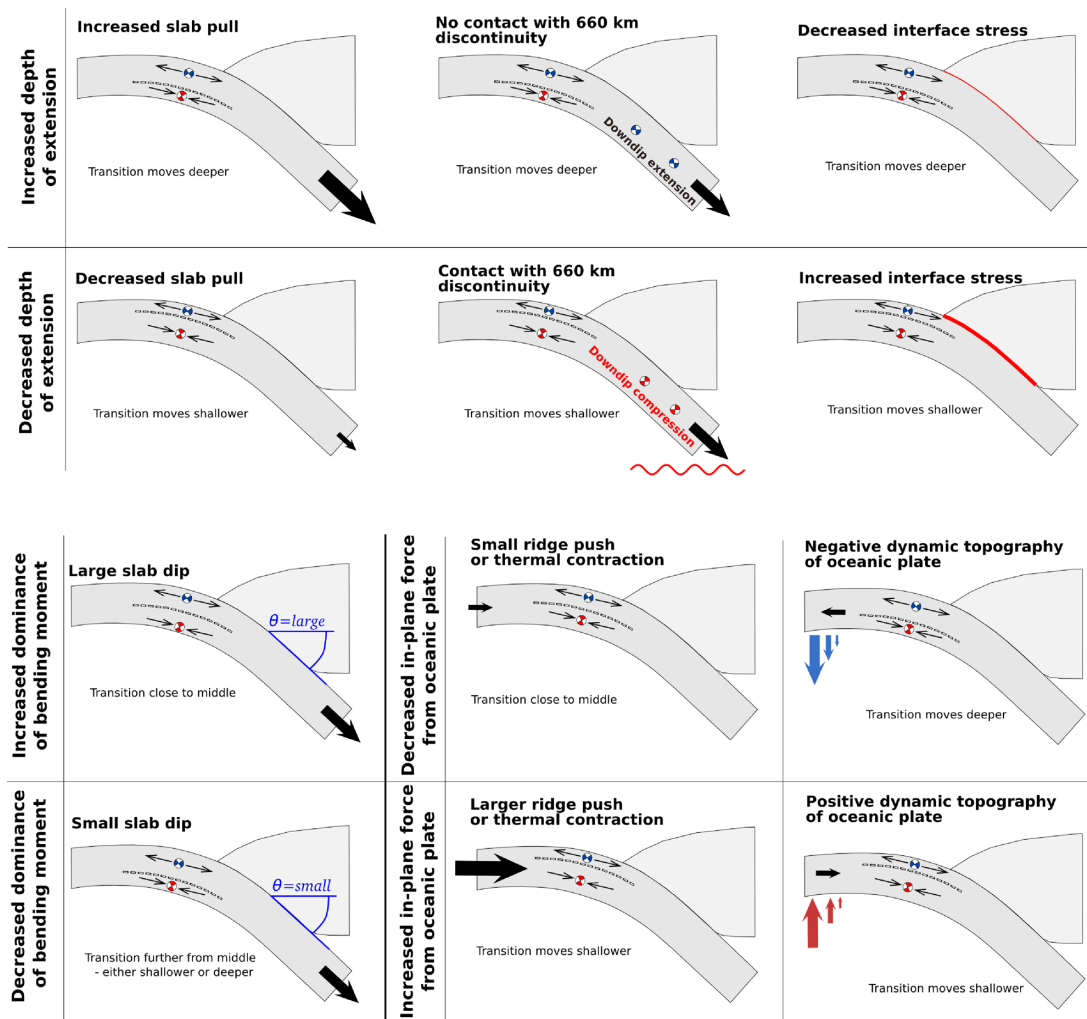 Increased depth
of extension
Increased slab pull
Transition moves deeper
No contact with 660 km
discontinuity
Downdip extension
Transition moves deeper
Decreased interface stress
Transition moves deeper
Decreased depth
of extension
Decreased slab pull
Transition moves shallower
Contact with 660 km
discontinuity
Downdip compression
Transition moves shallower
Increased interface stress
Transition moves shallower
Increased dominance
of bending moment
Large slab dip
θ=large
Transition close to middle
Decreased in-plane force
from oceanic plate
Small ridge push
or thermal contraction
Transition close to middle
Negative dynamic topography
of oceanic plate
Transition moves deeper
Decreased dominance
of bending moment
Small slab dip
θ=small
Transition further from middle
- either shallower or deeper
Increased in-plane force
from oceanic plate
Larger ridge push
or thermal contraction
Transition moves shallower
Positive dynamic topography
of oceanic plate
Transition moves shallower